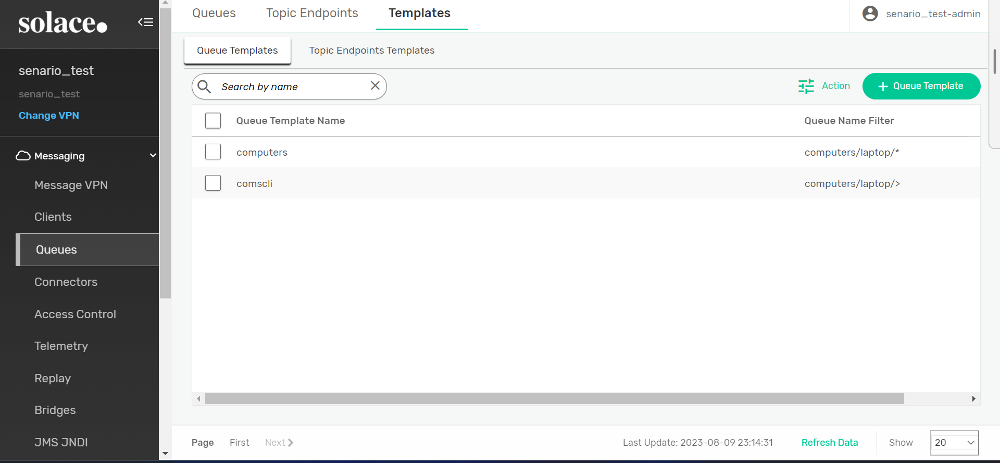 solace.
senario_test
senario_test
Change VPN
Messaging
Message VPN
Clients
Queues
Connectors
Access Control
Telemetry
Replay
Bridges
JMS JNDI
Queues Topic Endpoints Templates
senario_test-admin
Queue Templates Topic Endpoints Templates
Search by name
Action
+ Queue Template
Queue Template Name Queue Name Filter
computers computers/laptop/*
comscli computers/laptop/>
Page First Next
Last Update: 2023-08-09 23:14:31 Refresh Data Show 20